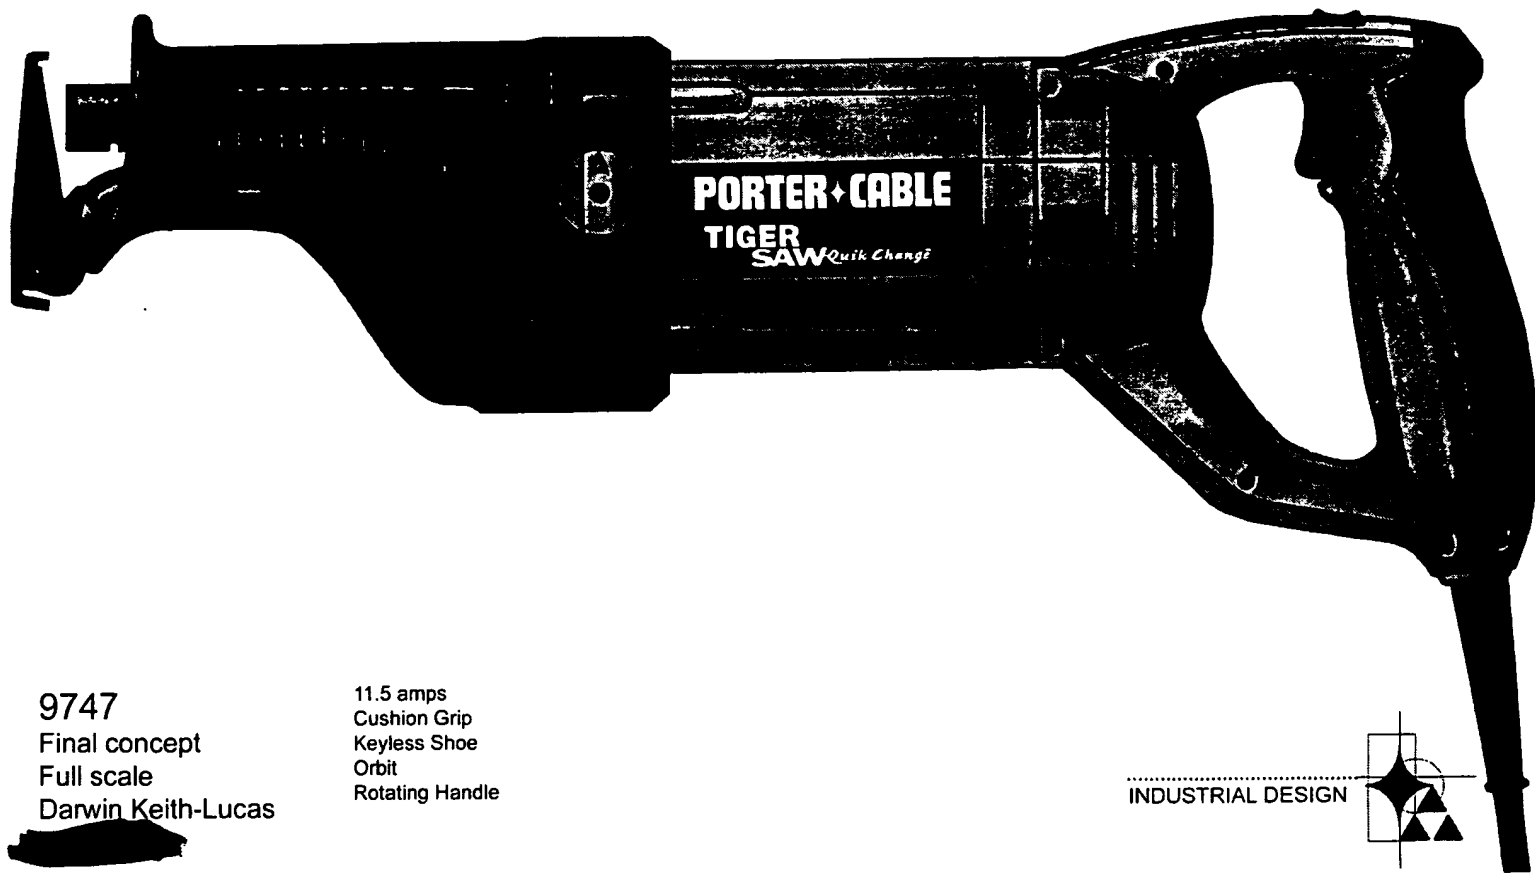 PORTER✦CABLE
TIGER
SAW Quik Change
9747
Final concept
Full scale
Darwin Keith-Lucas
11.5 amps
Cushion Grip
Keyless Shoe
Orbit
Rotating Handle
INDUSTRIAL DESIGN